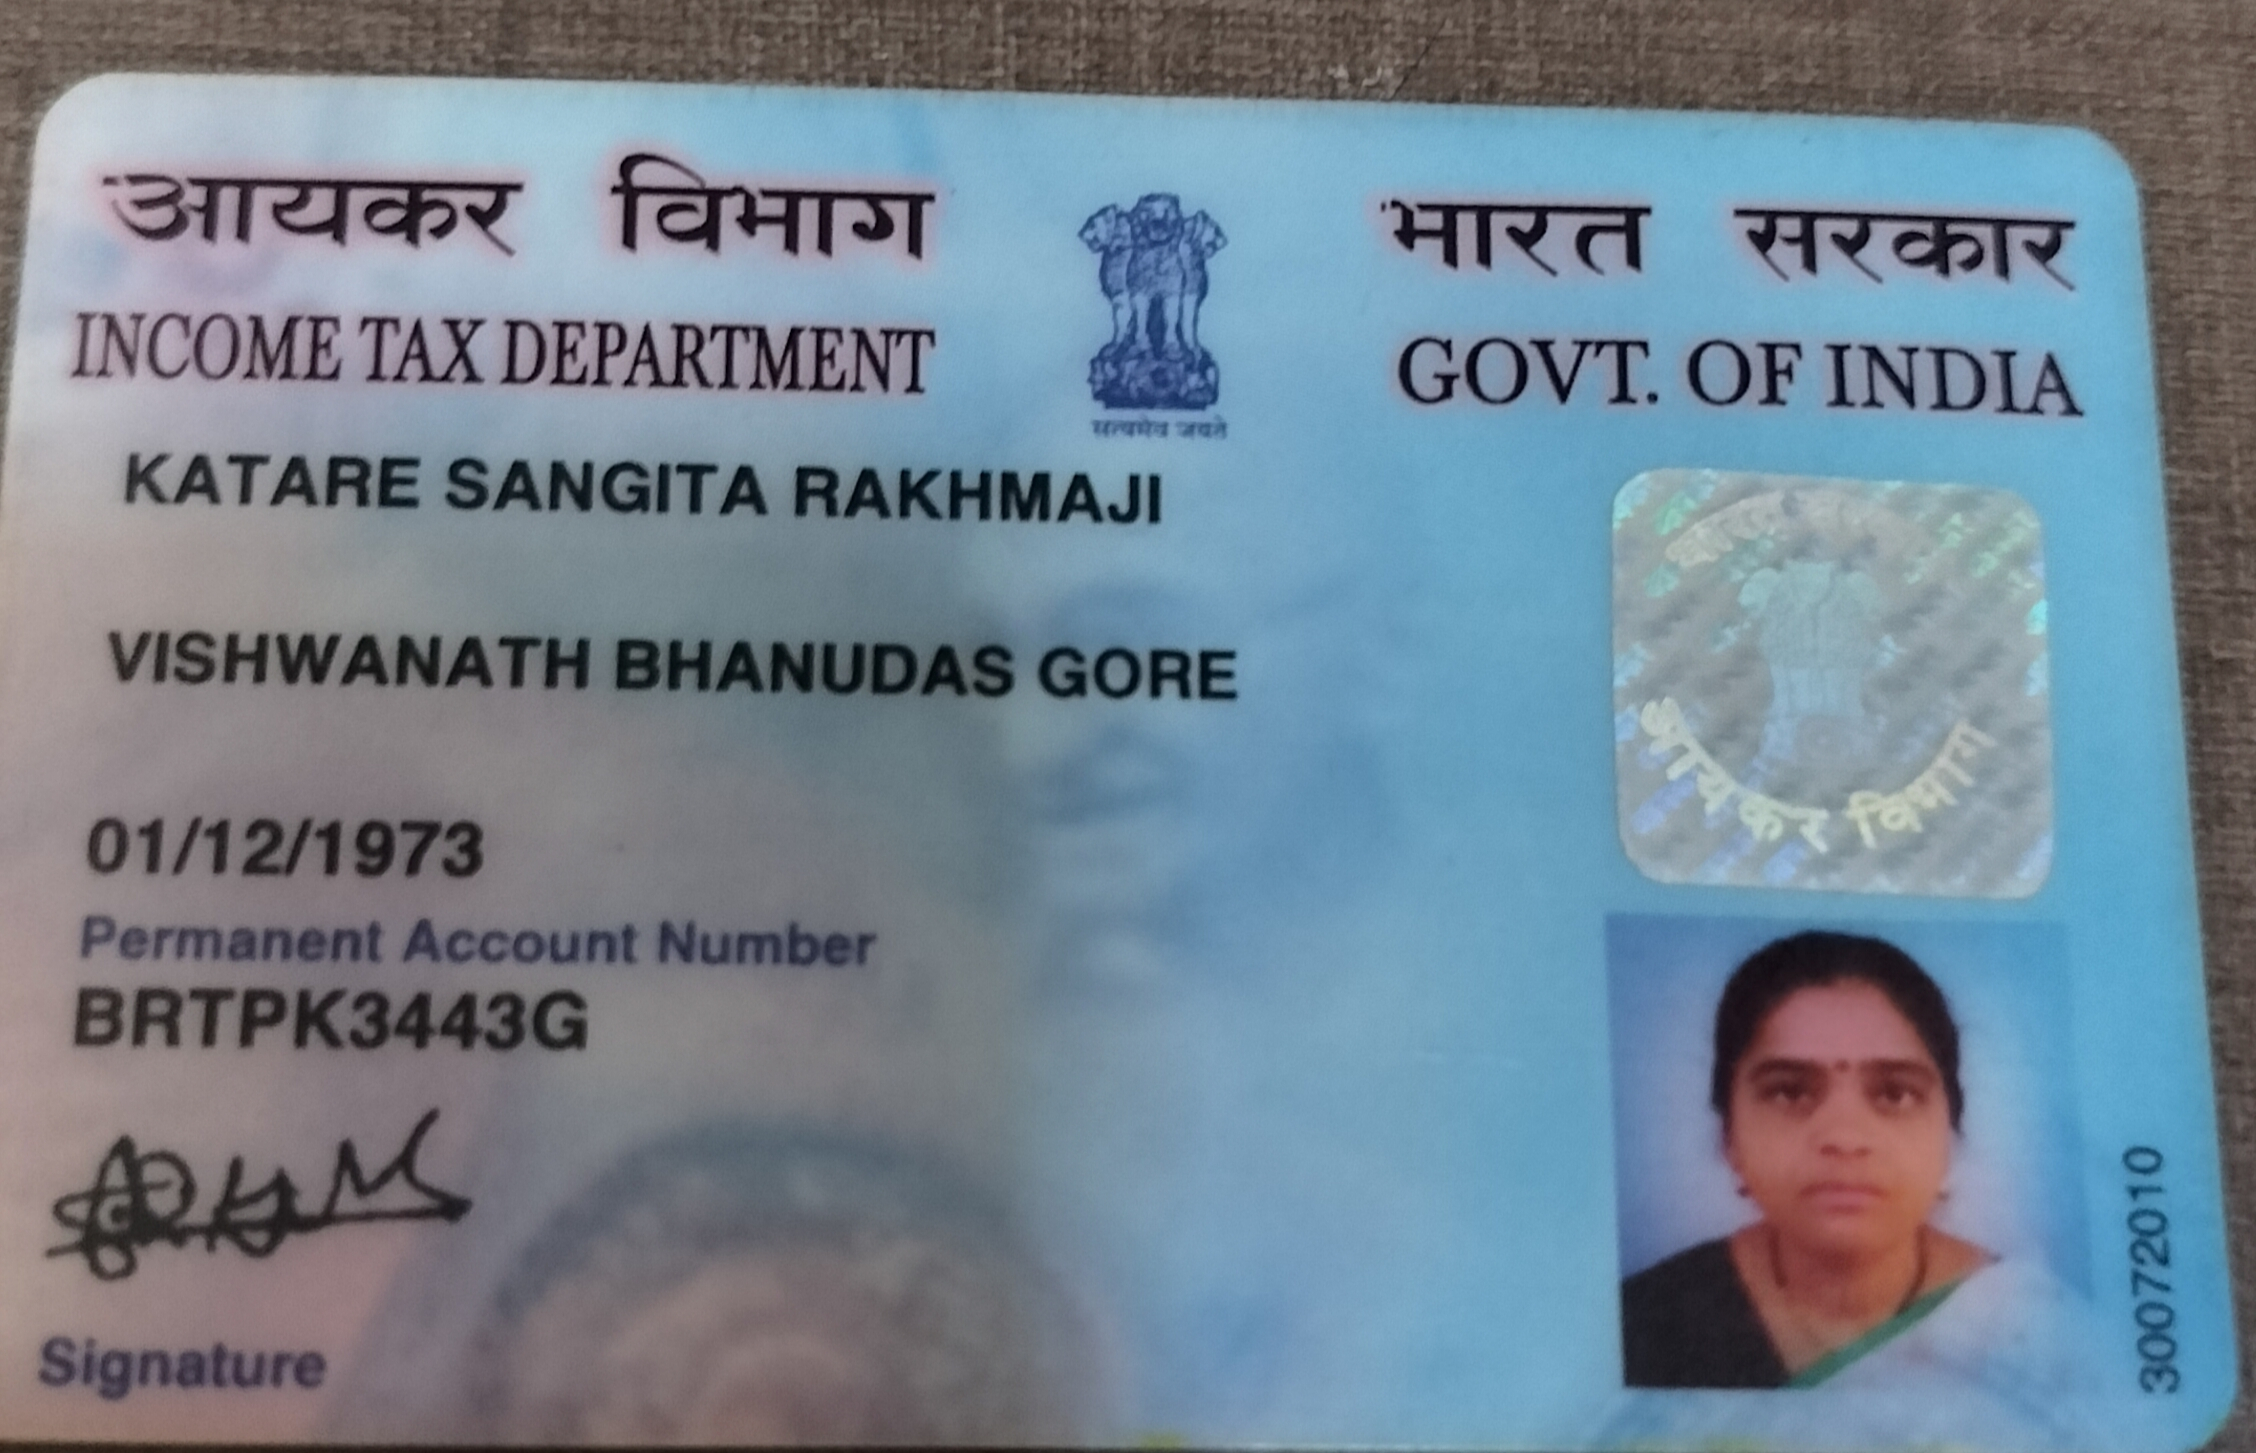 आयकर विभाग
INCOME TAX DEPARTMENT
सत्यमेव जयते
भारत सरकार
GOVT. OF INDIA
KATARE SANGITA RAKHMAJI
VISHWANATH BHANUDAS GORE
01/12/1973
Permanent Account Number
BRTPK3443G
Signature
आयकर विभाग
30072010